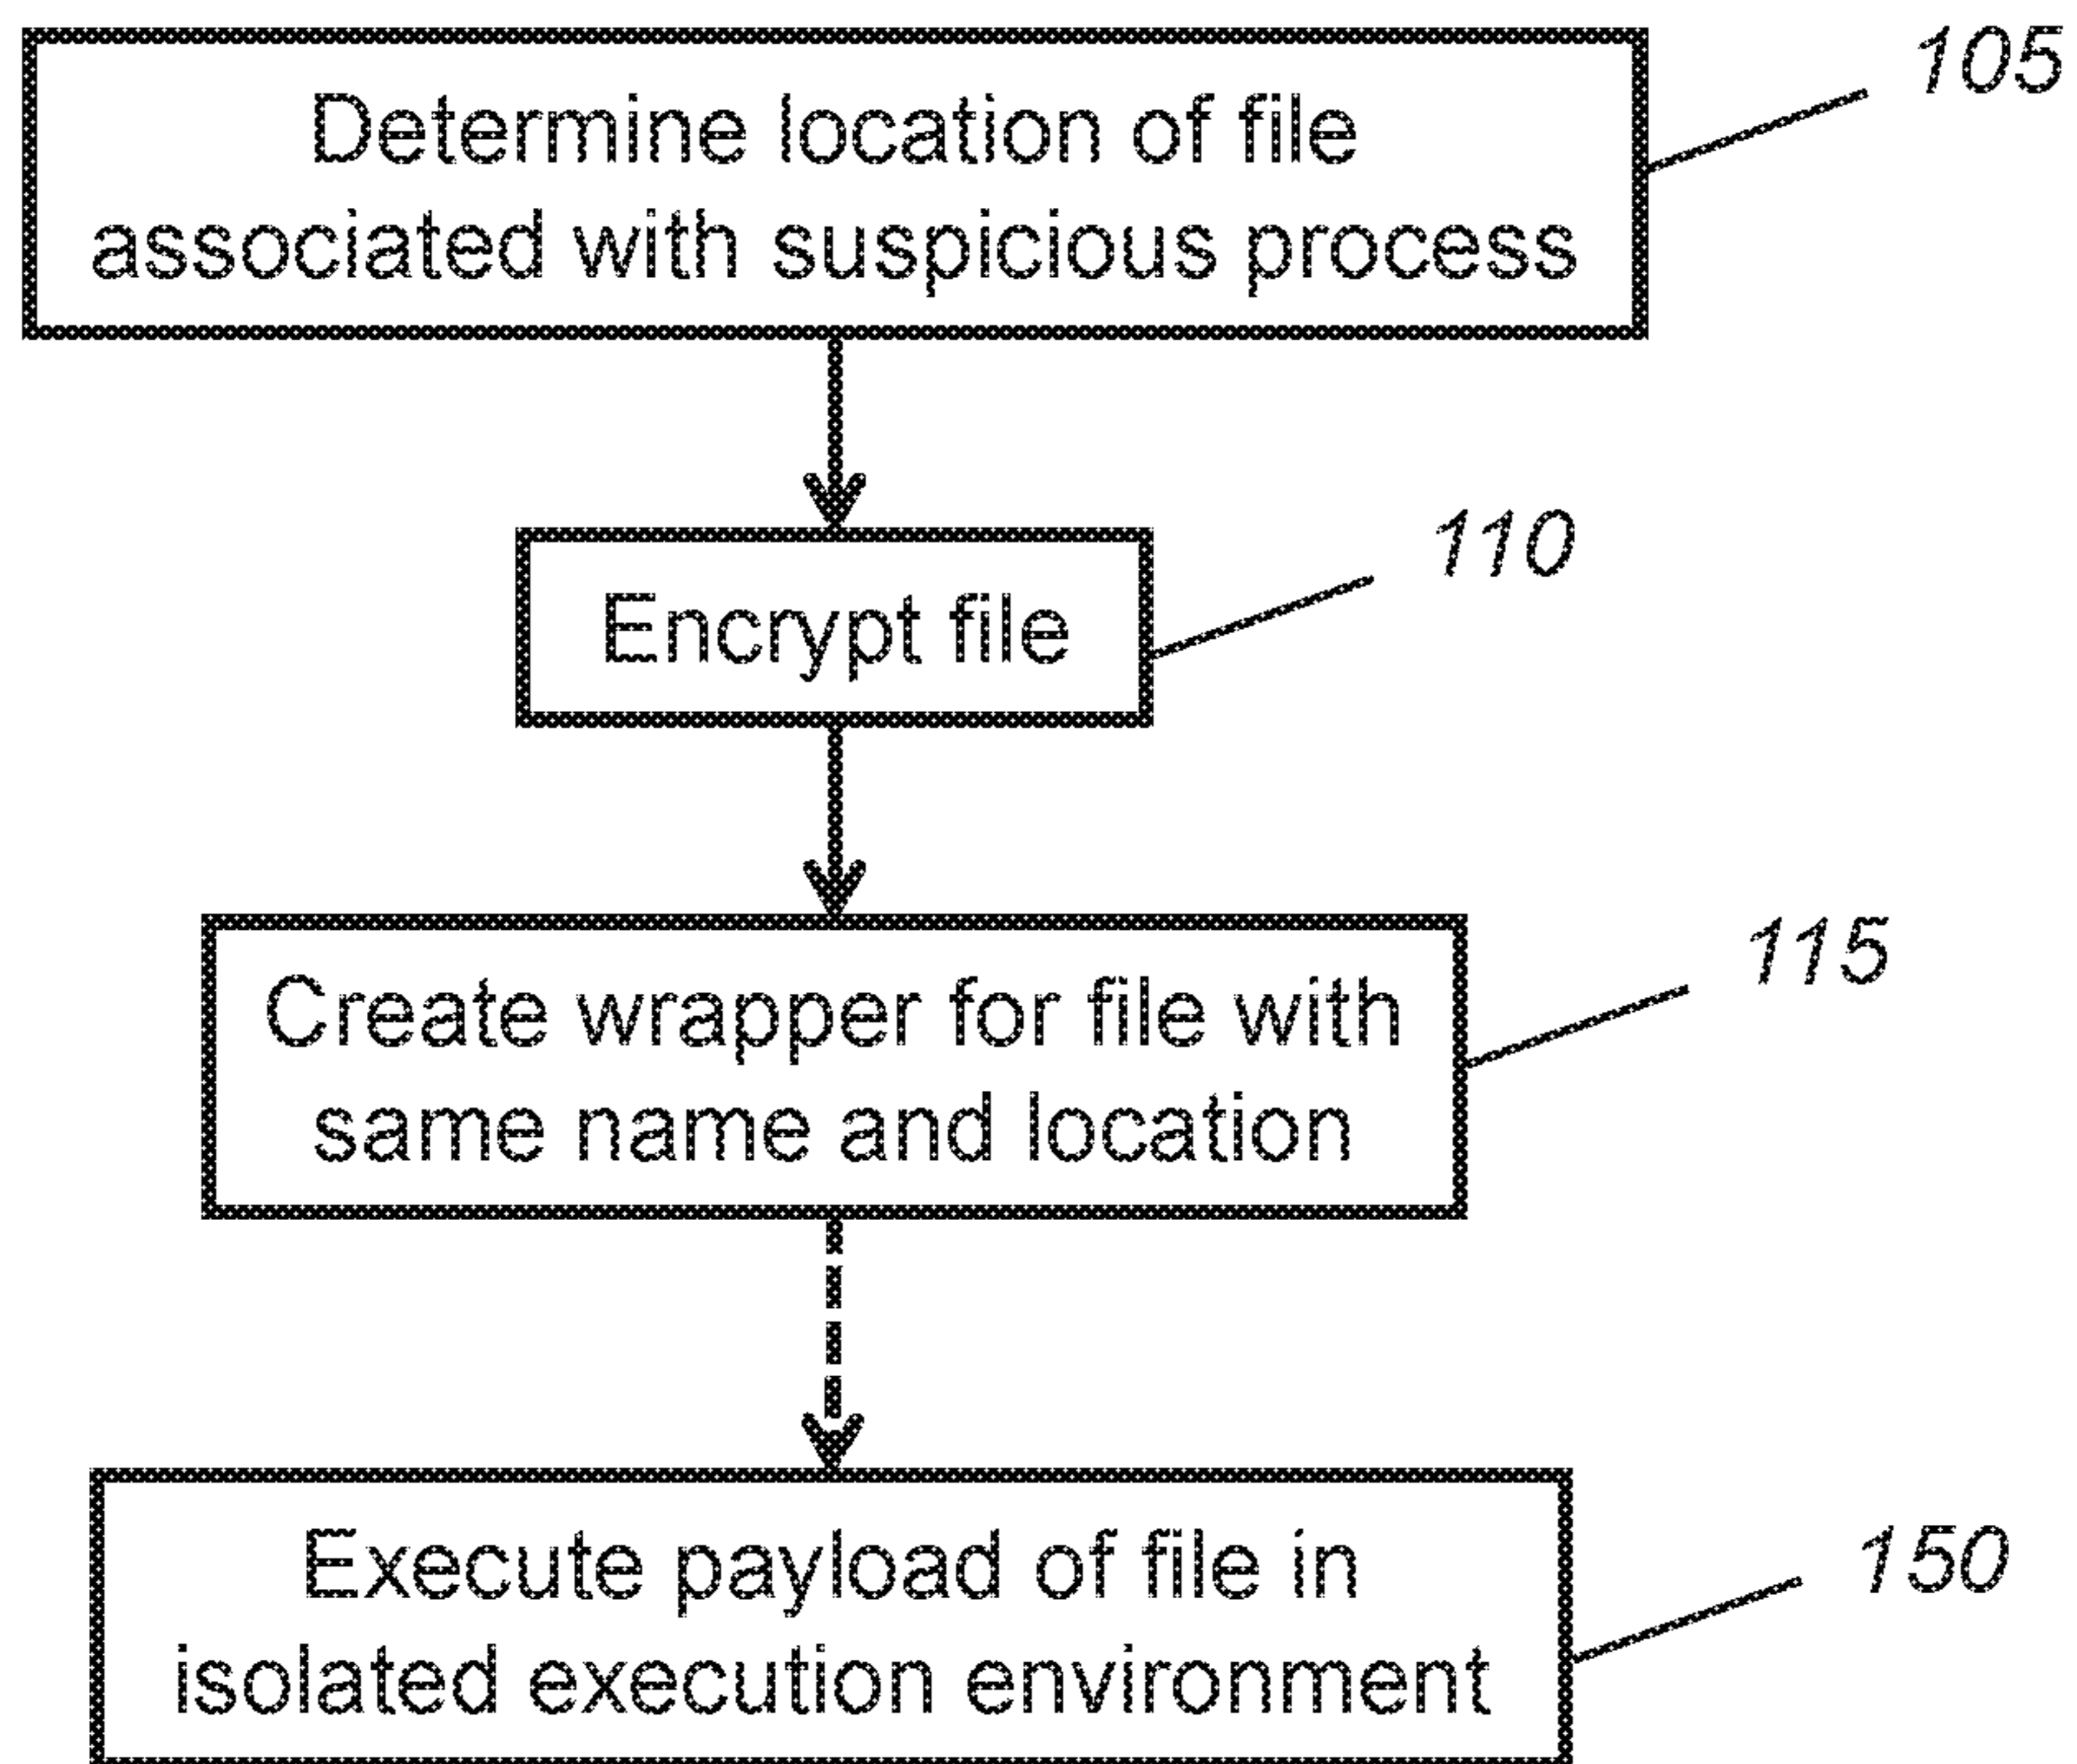 105
Determine location of file
associated with suspicious process
110
Encrypt file
115
Create wrapper for file with
same name and location
150
Execute payload of file in
isolated execution environment